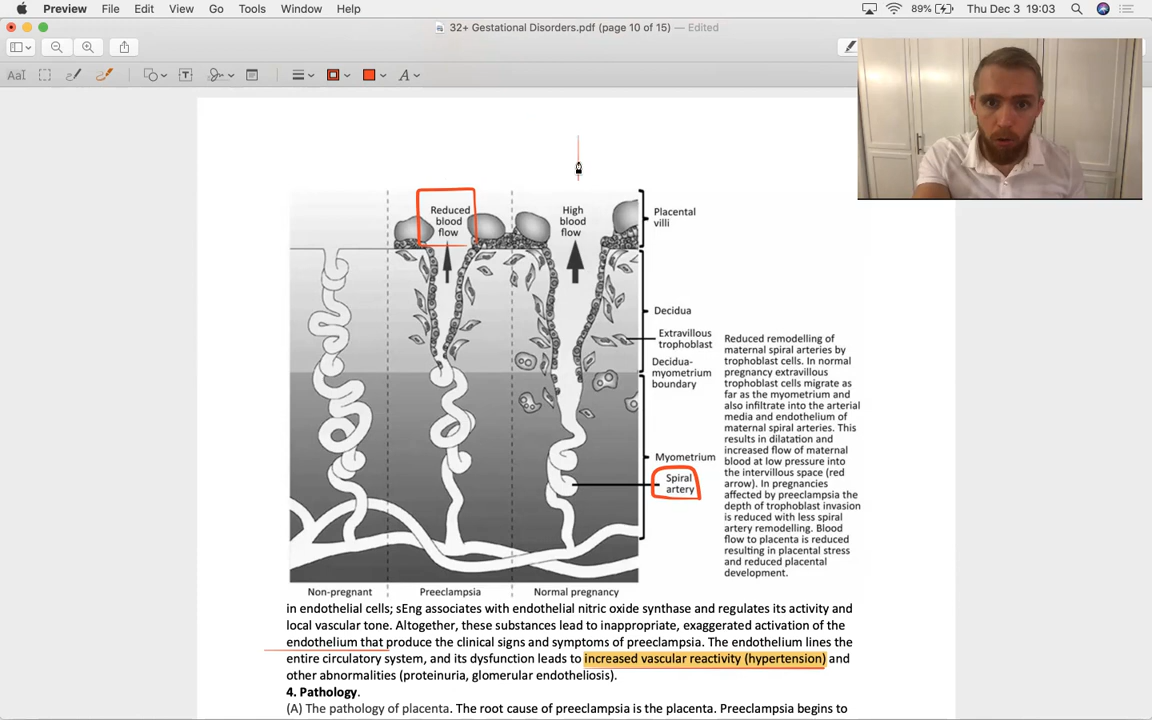 Preview File Edit View Go Tools Window Help 89% Thu Dec 3 19:03
32+ Gestational Disorders.pdf (page 10 of 15) — Edited
AaI T A
Reduced
blood
flow
High
blood
flow
Placental
villi
Decidua
Extravillous
trophoblast
Decidua-
myometrium
boundary
Myometrium
Spiral
artery
Reduced remodelling of
maternal spiral arteries by
trophoblast cells. In normal
pregnancy extravillous
trophoblast cells migrate as
far as the myometrium and
also infiltrate into the arterial
media and endothelium of
maternal spiral arteries. This
results in dilatation and
increased flow of maternal
blood at low pressure into
the intervillous space (red
arrow). In pregnancies
affected by preeclampsia the
depth of trophoblast invasion
is reduced with less spiral
artery remodelling. Blood
flow to placenta is reduced
resulting in placental stress
and reduced placental
development.
Non-pregnant Preeclampsia Normal pregnancy
in endothelial cells; sEng associates with endothelial nitric oxide synthase and regulates its activity and
local vascular tone. Altogether, these substances lead to inappropriate, exaggerated activation of the
endothelium that produce the clinical signs and symptoms of preeclampsia. The endothelium lines the
entire circulatory system, and its dysfunction leads to increased vascular reactivity (hypertension) and
other abnormalities (proteinuria, glomerular endotheliosis).
4. Pathology.
(A) The pathology of placenta. The root cause of preeclampsia is the placenta. Preeclampsia begins to